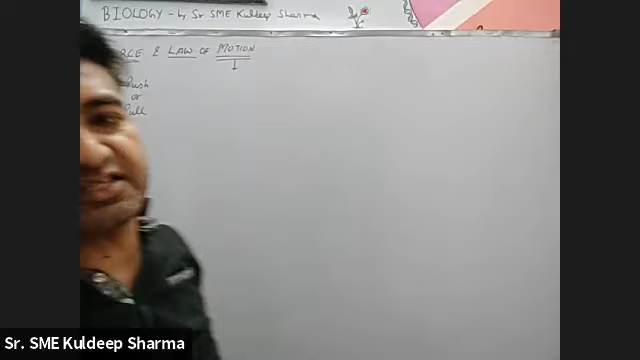 BIOLOGY - by Sr SME Kuldeep Sharma
& LAW OF MOTION
Push
or
Pull
Sr. SME Kuldeep Sharma